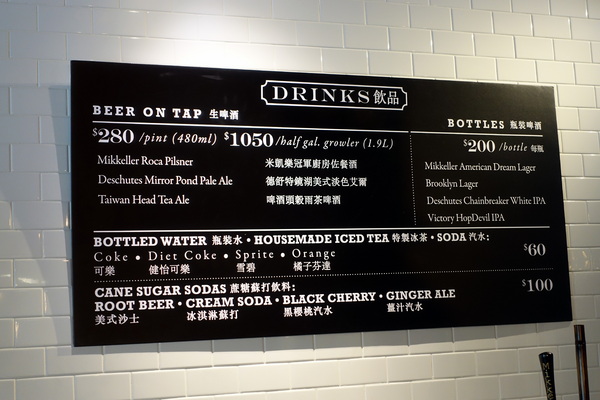 DRINKS 飲品
BEER ON TAP 生啤酒
$280 /pint (480ml) $1050/half gal. growler (1.9L)
Mikkeller Roca Pilsner 米凱樂冠軍廚房佐餐酒
Deschutes Mirror Pond Pale Ale 德舒特鏡湖美式淡色艾爾
Taiwan Head Tea Ale 啤酒頭穀雨茶啤酒
BOTTLES 瓶裝啤酒
$200 /bottle 每瓶
Mikkeller American Dream Lager
Brooklyn Lager
Deschutes Chainbreaker White IPA
Victory HopDevil IPA
BOTTLED WATER 瓶裝水 • HOUSEMADE ICED TEA 特製冰茶 • SODA 汽水:
Coke • Diet Coke • Sprite • Orange
可樂 健怡可樂 雪碧 橘子芬達
$60
CANE SUGAR SODAS 蔗糖蘇打飲料:
ROOT BEER • CREAM SODA • BLACK CHERRY • GINGER ALE
美式沙士 冰淇淋蘇打 黑櫻桃汽水 薑汁汽水
$100